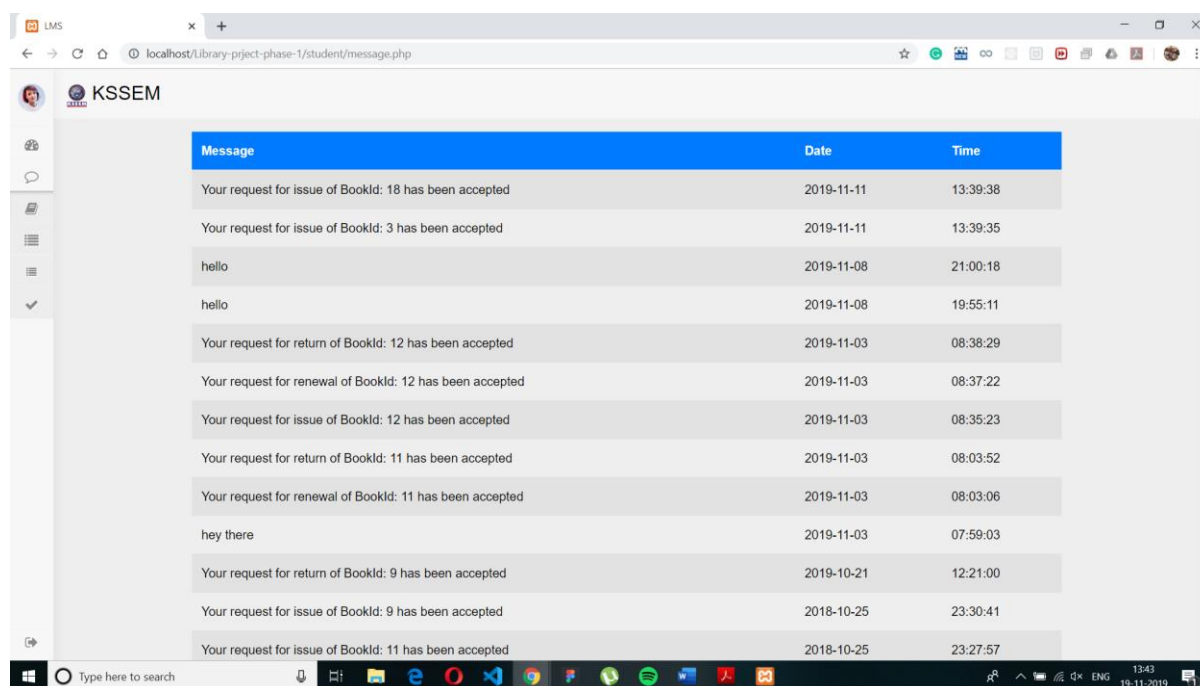 LMS
localhost/Library-prject-phase-1/student/message.php
KSSEM
Message Date Time
Your request for issue of BookId: 18 has been accepted 2019-11-11 13:39:38
Your request for issue of BookId: 3 has been accepted 2019-11-11 13:39:35
hello 2019-11-08 21:00:18
hello 2019-11-08 19:55:11
Your request for return of BookId: 12 has been accepted 2019-11-03 08:38:29
Your request for renewal of BookId: 12 has been accepted 2019-11-03 08:37:22
Your request for issue of BookId: 12 has been accepted 2019-11-03 08:35:23
Your request for return of BookId: 11 has been accepted 2019-11-03 08:03:52
Your request for renewal of BookId: 11 has been accepted 2019-11-03 08:03:06
hey there 2019-11-03 07:59:03
Your request for return of BookId: 9 has been accepted 2019-10-21 12:21:00
Your request for issue of BookId: 9 has been accepted 2018-10-25 23:30:41
Your request for issue of BookId: 11 has been accepted 2018-10-25 23:27:57
Type here to search
ENG
13:43
19-11-2019